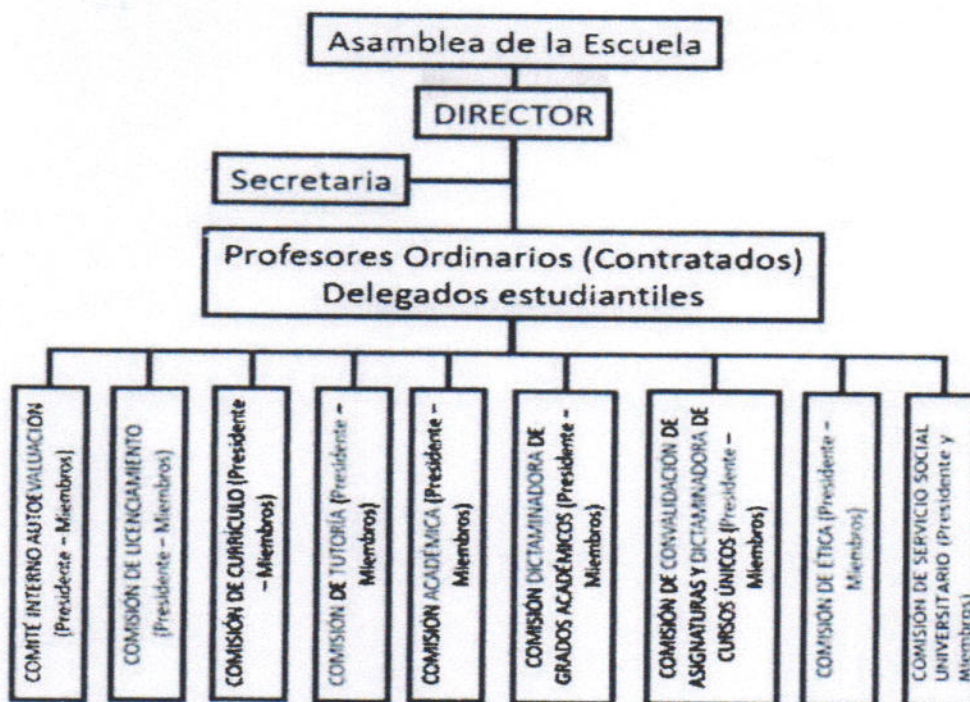 Asamblea de la Escuela
DIRECTOR
Secretaria
Profesores Ordinarios (Contratados)
Delegados estudiantiles
COMITÉ INTERNO AUTOEVALUACIÓN
(Presidente – Miembros)
COMISIÓN DE LICENCIAMIENTO
(Presidente – Miembros)
COMISIÓN DE CURRÍCULO (Presidente
– Miembros)
COMISIÓN DE TUTORÍA (Presidente –
Miembros)
COMISIÓN ACADÉMICA (Presidente –
Miembros)
COMISIÓN DICTAMINADORA DE
GRADOS ACADÉMICOS (Presidente –
Miembros)
COMISIÓN DE CONVALIDACIÓN DE
ASIGNATURAS Y DICTAMINADORA DE
CURSOS ÚNICOS (Presidente –
Miembros)
COMISIÓN DE ÉTICA (Presidente –
Miembros)
COMISIÓN DE SERVICIO SOCIAL
UNIVERSITARIO (Presidente y
Miembros)